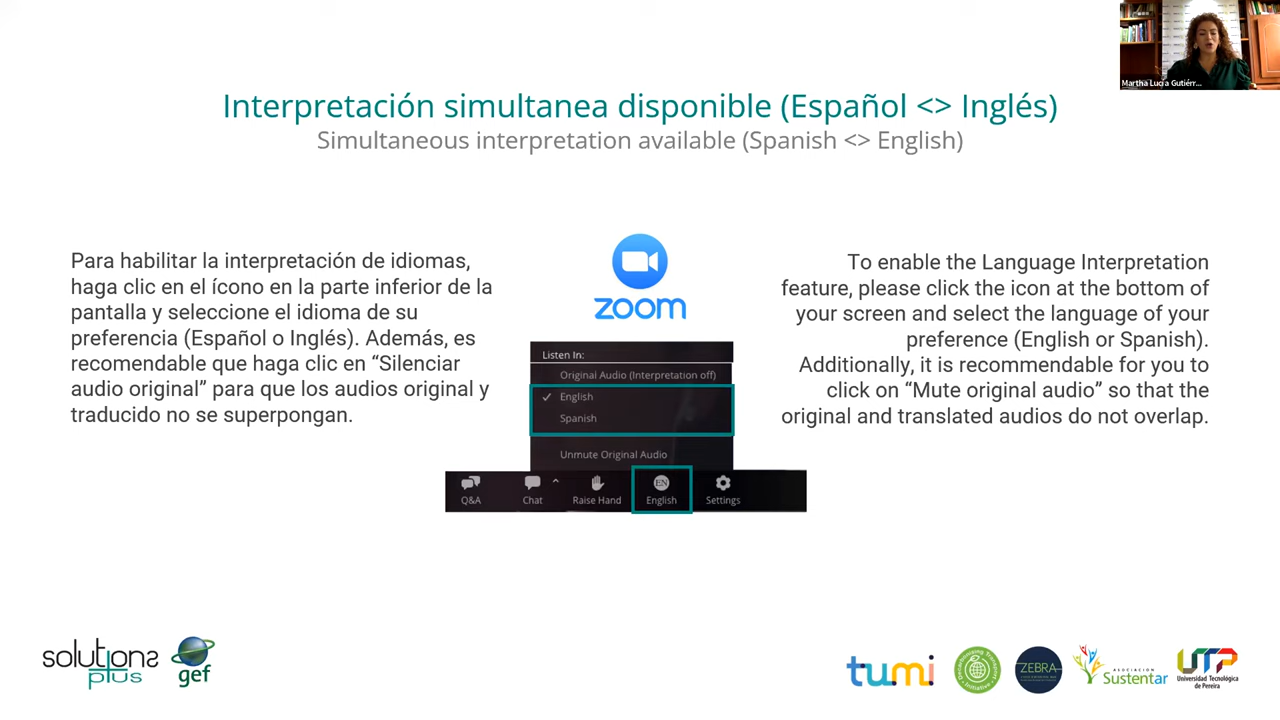 Martha Lucía Gutiérr...
Interpretación simultanea disponible (Español <> Inglés)
Simultaneous interpretation available (Spanish <> English)
Para habilitar la interpretación de idiomas,
haga clic en el ícono en la parte inferior de la
pantalla y seleccione el idioma de su
preferencia (Español o Inglés). Además, es
recomendable que haga clic en “Silenciar
audio original” para que los audios original y
traducido no se superpongan.
zoom
Listen In:
Original Audio (Interpretation off)
✓ English
Spanish
Unmute Original Audio
Q&A
Chat
Raise Hand
EN
English
Settings
To enable the Language Interpretation
feature, please click the icon at the bottom of
your screen and select the language of your
preference (English or Spanish).
Additionally, it is recommendable for you to
click on “Mute original audio” so that the
original and translated audios do not overlap.
solutions
plus
gef
tumi
Decarbonising Transport
Initiative
ZEBRA
ASOCIACIÓN
Sustentar
UTP
Universidad Tecnológica
de Pereira